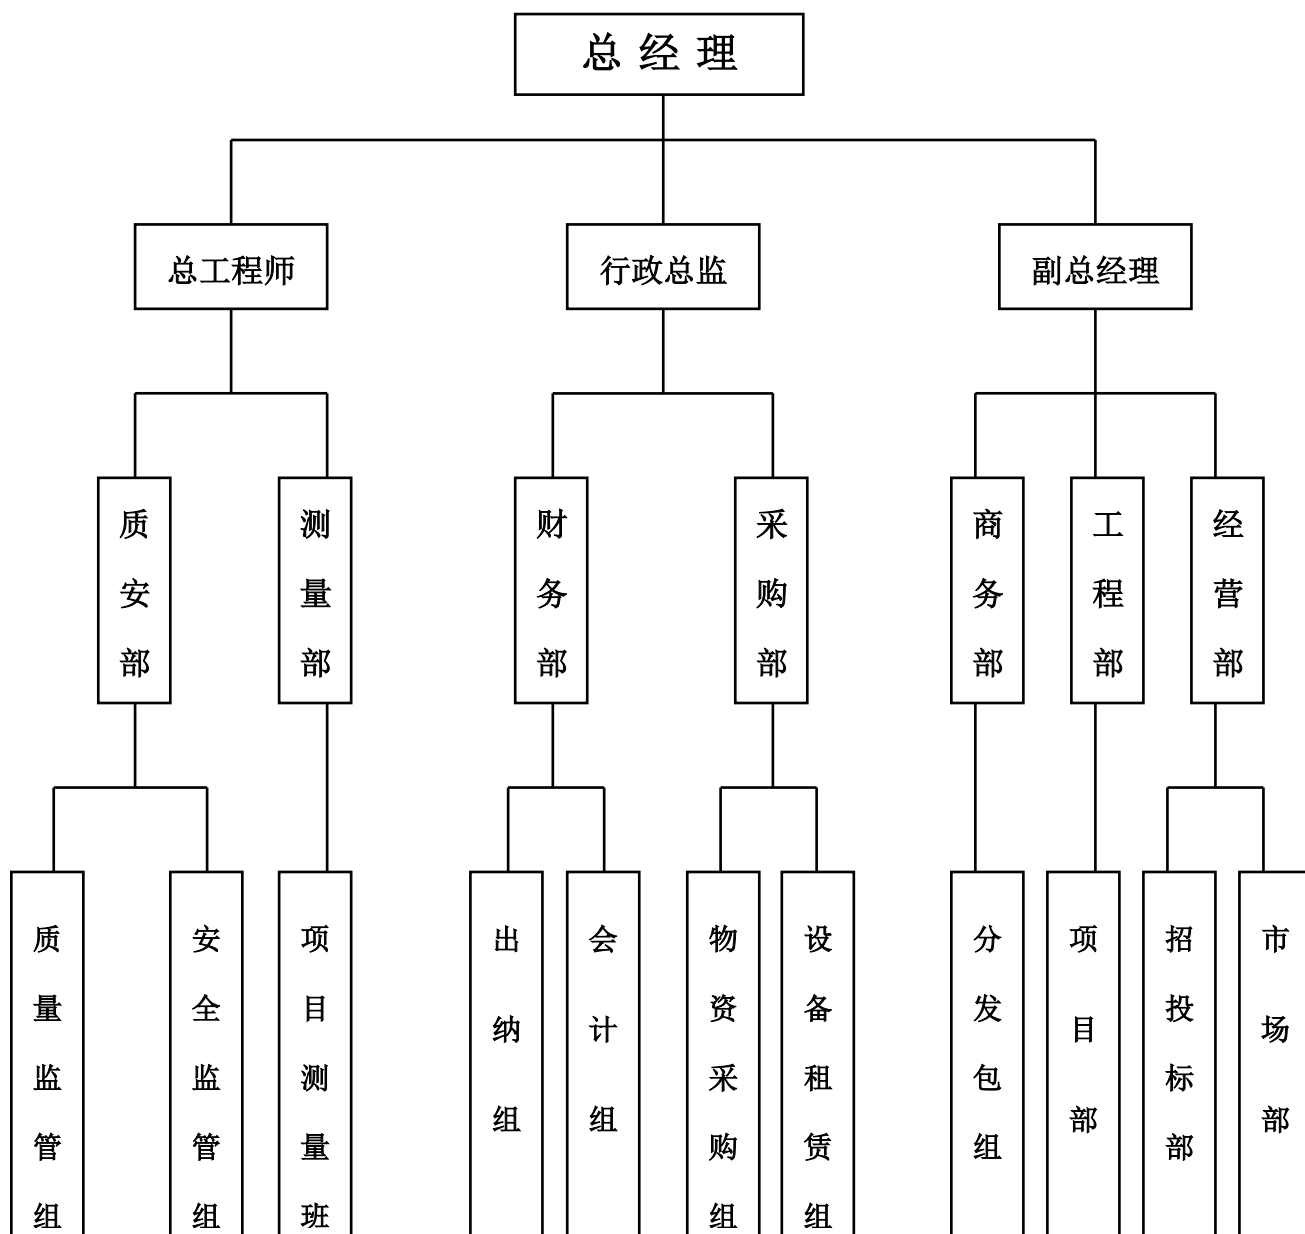 总经理
总工程师
行政总监
副总经理
质安部
测量部
财务部
采购部
商务部
工程部
经营部
质量监管组
安全监管组
项目测量班
出纳组
会计组
物资采购组
设备租赁组
分发包组
项目部
招投标部
市场部